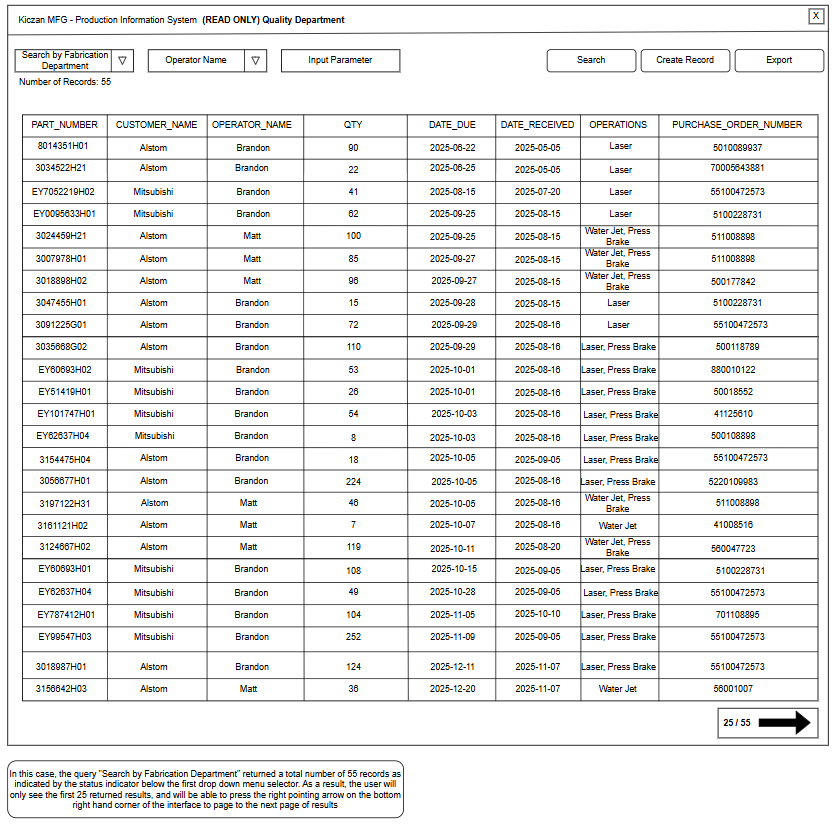 Kiczan MFG - Production Information System (READ ONLY) Quality Department X
Search by Fabrication Department Operator Name Input Parameter Search Create Record Export
Number of Records: 55
PART_NUMBER CUSTOMER_NAME OPERATOR_NAME QTY DATE_DUE DATE_RECEIVED OPERATIONS PURCHASE_ORDER_NUMBER
8014351H01 Alstom Brandon 90 2025-06-22 2025-05-05 Laser 5010089937
3034522H21 Alstom Brandon 22 2025-06-25 2025-05-05 Laser 70005643881
EY7052219H02 Mitsubishi Brandon 41 2025-08-15 2025-07-20 Laser 55100472573
EY0095633H01 Mitsubishi Brandon 62 2025-09-25 2025-08-15 Laser 5100228731
3024459H21 Alstom Matt 100 2025-09-25 2025-08-15 Water Jet, Press Brake 511008898
3007978H01 Alstom Matt 85 2025-09-27 2025-08-15 Water Jet, Press Brake 511008898
3018898H02 Alstom Matt 96 2025-09-27 2025-08-15 Water Jet, Press Brake 500177842
3047455H01 Alstom Brandon 15 2025-09-28 2025-08-15 Laser 5100228731
3091225G01 Alstom Brandon 72 2025-09-29 2025-08-16 Laser 55100472573
3035668G02 Alstom Brandon 110 2025-09-29 2025-08-16 Laser, Press Brake 500118789
EY60693H02 Mitsubishi Brandon 53 2025-10-01 2025-08-16 Laser, Press Brake 880010122
EY51419H01 Mitsubishi Brandon 26 2025-10-01 2025-08-16 Laser, Press Brake 50018552
EY101747H01 Mitsubishi Brandon 54 2025-10-03 2025-08-16 Laser, Press Brake 41125610
EY62637H04 Mitsubishi Brandon 8 2025-10-03 2025-08-16 Laser, Press Brake 500108898
3154475H04 Alstom Brandon 18 2025-10-05 2025-09-05 Laser, Press Brake 55100472573
3056677H01 Alstom Brandon 224 2025-10-05 2025-08-16 Laser, Press Brake 5220109983
3197122H31 Alstom Matt 46 2025-10-05 2025-08-16 Water Jet, Press Brake 511008898
3161121H02 Alstom Matt 7 2025-10-07 2025-08-16 Water Jet 41008516
3124667H02 Alstom Matt 119 2025-10-11 2025-08-20 Water Jet, Press Brake 560047723
EY60693H01 Mitsubishi Brandon 108 2025-10-15 2025-09-05 Laser, Press Brake 5100228731
EY62637H04 Mitsubishi Brandon 49 2025-10-28 2025-09-05 Laser, Press Brake 55100472573
EY787412H01 Mitsubishi Brandon 104 2025-11-05 2025-10-10 Laser, Press Brake 701108895
EY99547H03 Mitsubishi Brandon 252 2025-11-09 2025-09-05 Laser, Press Brake 55100472573
3018987H01 Alstom Brandon 124 2025-12-11 2025-11-07 Laser, Press Brake 55100472573
3156642H03 Alstom Matt 36 2025-12-20 2025-11-07 Water Jet 56001007
25 / 55
In this case, the query "Search by Fabrication Department" returned a total number of 55 records as
indicated by the status indicator below the first drop down menu selector. As a result, the user will
only see the first 25 returned results, and will be able to press the right pointing arrow on the bottom
right hand corner of the interface to page to the next page of results